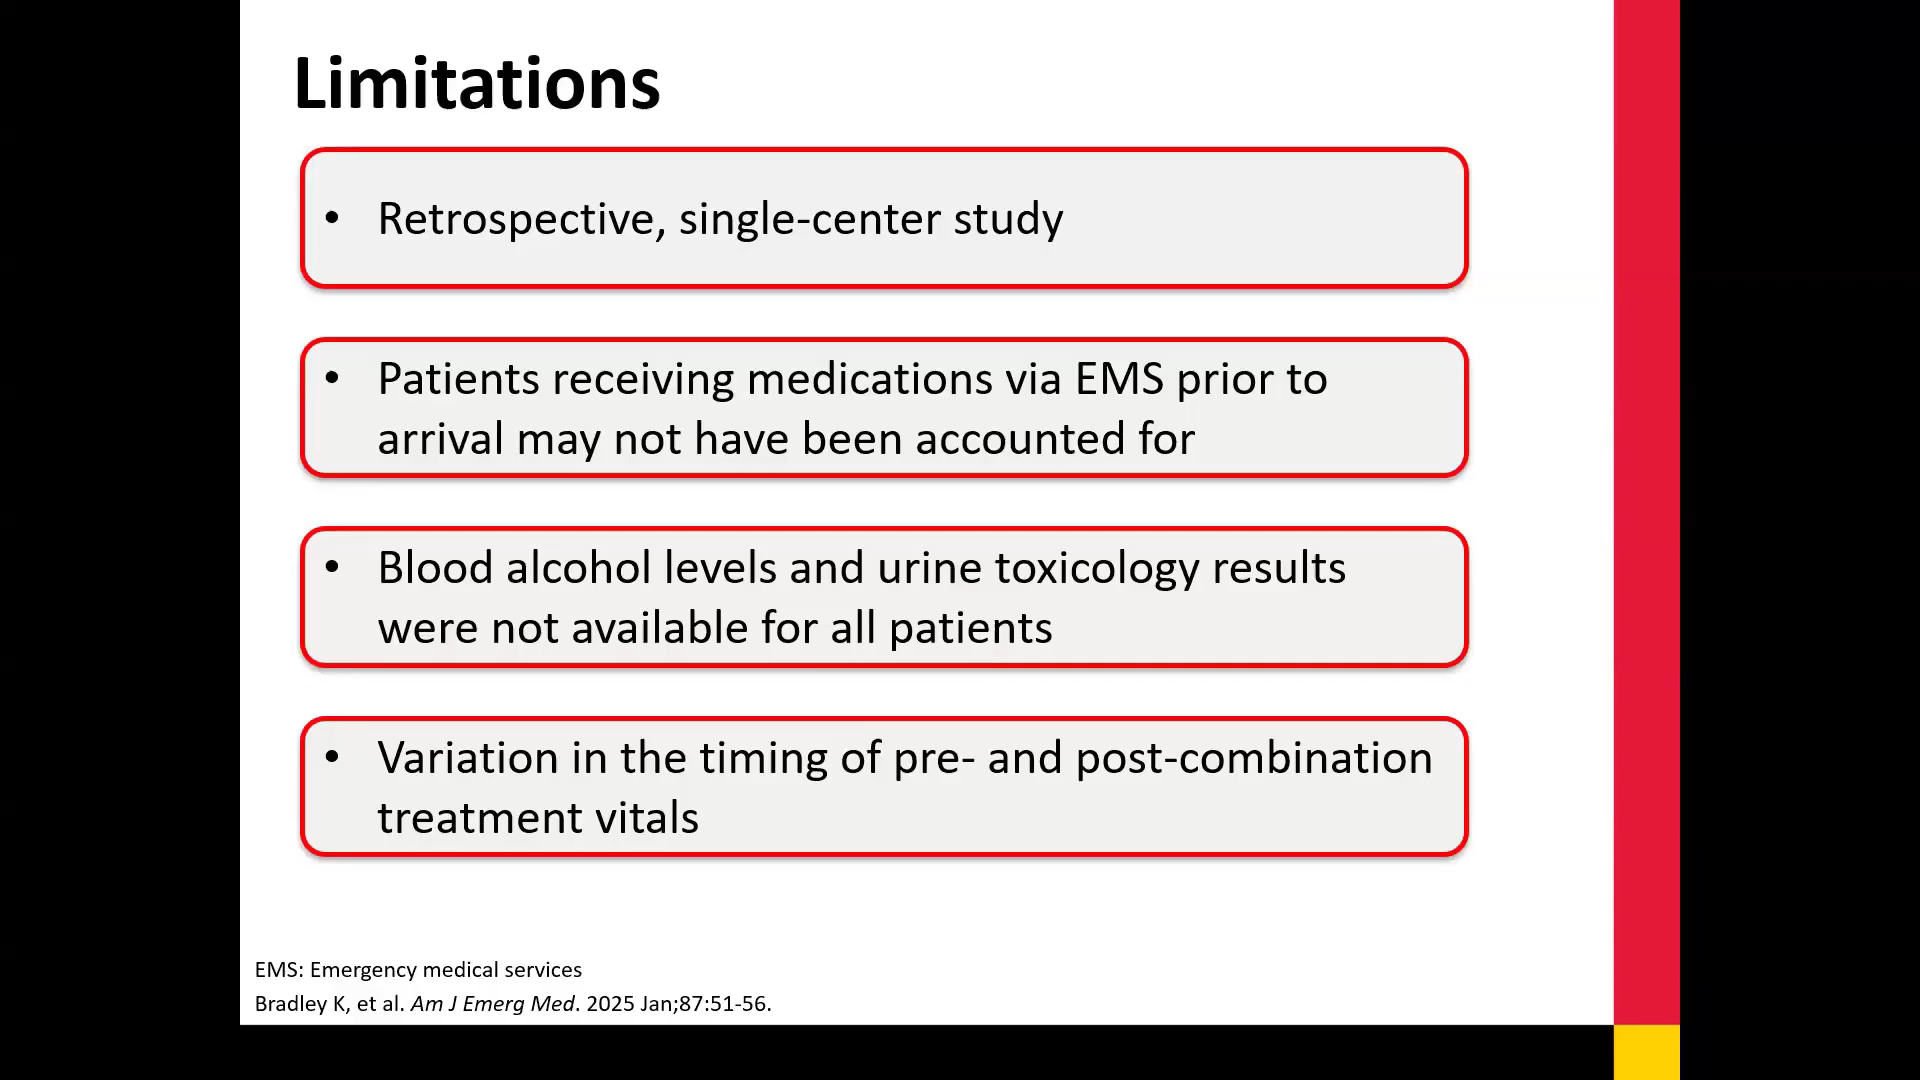 Limitations
• Retrospective, single-center study
• Patients receiving medications via EMS prior to
arrival may not have been accounted for
• Blood alcohol levels and urine toxicology results
were not available for all patients
• Variation in the timing of pre- and post-combination
treatment vitals
EMS: Emergency medical services
Bradley K, et al. Am J Emerg Med. 2025 Jan;87:51-56.